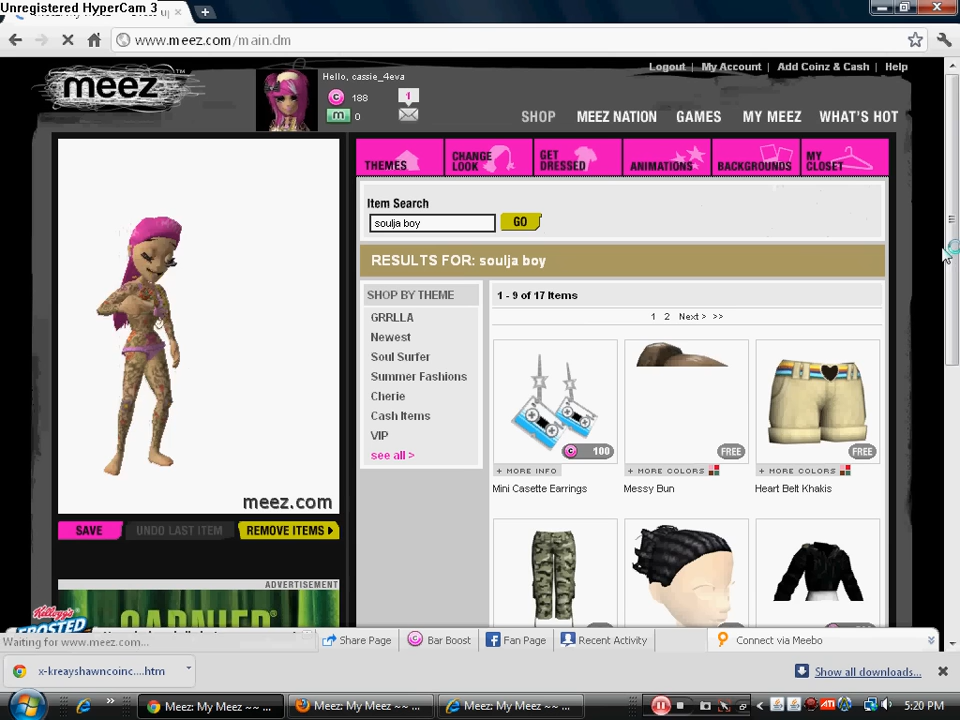 Unregistered HyperCam 3
www.meez.com/main.dm
Logout | My Account | Add Coinz & Cash | Help
meez™
Hello, cassie_4eva
188
1
m 0
SHOP MEEZ NATION GAMES MY MEEZ WHAT'S HOT
THEMES
CHANGE LOOK
GET DRESSED
ANIMATIONS
BACKGROUNDS
MY CLOSET
Item Search
soulja boy GO
RESULTS FOR: soulja boy
SHOP BY THEME
GRRLLA
Newest
Soul Surfer
Summer Fashions
Cherie
Cash Items
VIP
see all >
1 - 9 of 17 Items
1 2 Next > >>
100
FREE
FREE
+ MORE INFO
+ MORE COLORS
+ MORE COLORS
Mini Casette Earrings
Messy Bun
Heart Belt Khakis
meez.com
SAVE UNDO LAST ITEM REMOVE ITEMS
ADVERTISEMENT
Kellogg's
FROSTED
GARNIER
Waiting for www.meez.com...
Share Page Bar Boost Fan Page Recent Activity Connect via Meebo
x-kreayshawncoinc....htm
Show all downloads...
Meez: My Meez ~~ ...
Meez: My Meez ~~ ...
Meez: My Meez ~~ ...
5:20 PM